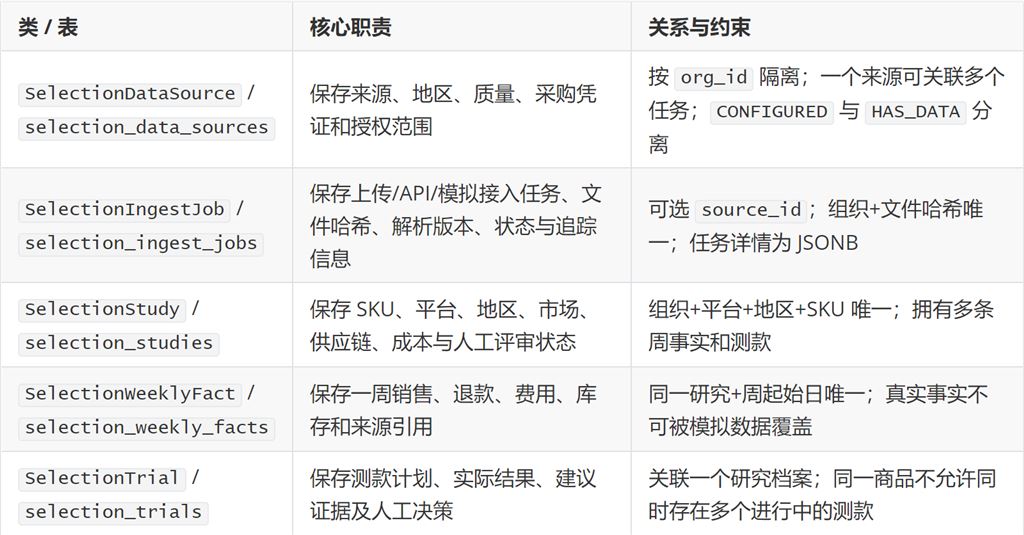 类 / 表
核心职责
关系与约束
SelectionDataSource /
selection_data_sources
保存来源、地区、质量、采购凭
证和授权范围
按 org_id 隔离；一个来源可关联多个
任务； CONFIGURED 与 HAS_DATA 分
离
SelectionIngestJob /
selection_ingest_jobs
保存上传/API/模拟接入任务、文
件哈希、解析版本、状态与追踪
信息
可选 source_id ；组织+文件哈希唯
一；任务详情为 JSONB
SelectionStudy /
selection_studies
保存 SKU、平台、地区、市场、
供应链、成本与人工评审状态
组织+平台+地区+SKU 唯一；拥有多条
周事实和测款
SelectionWeeklyFact /
selection_weekly_facts
保存一周销售、退款、费用、库
存和来源引用
同一研究+周起始日唯一；真实事实不
可被模拟数据覆盖
SelectionTrial /
selection_trials
保存测款计划、实际结果、建议
证据及人工决策
关联一个研究档案；同一商品不允许同
时存在多个进行中的测款